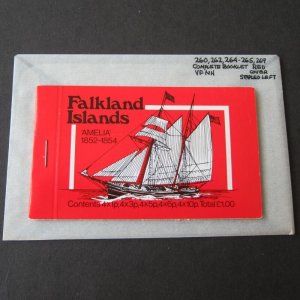 260, 262, 264-265, 269
COMPLETE BOOKLET RED
VF NH COVER
STAPLED LEFT
Falkland
Islands
'AMELIA'
1852-1854
Contents 4x1p, 4x3p, 4x5p, 4x6p, 4x10p, Total £1.00